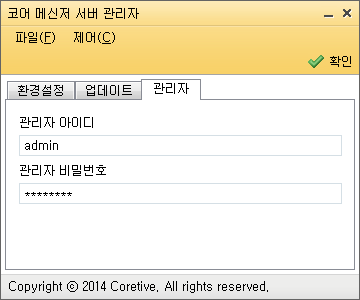 코어 메신저 서버 관리자
파일(F) 제어(C)
확인
환경설정 업데이트 관리자
관리자 아이디
admin
관리자 비밀번호
********
Copyright ⓒ 2014 Coretive, All rights reserved,